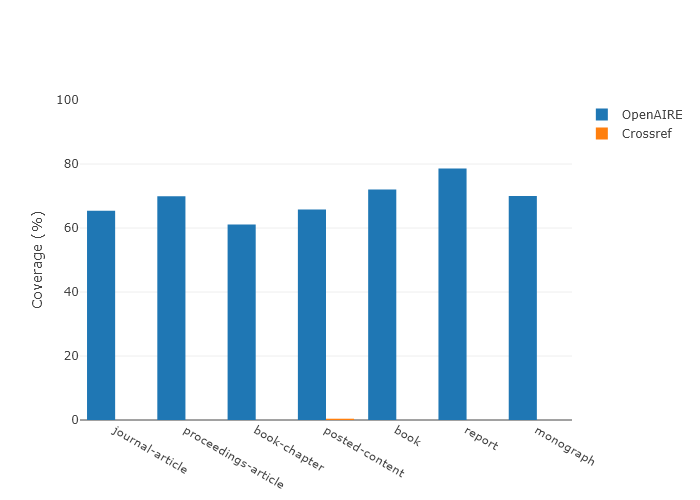 100
80
60
40
20
0
Coverage (%)
journal-article
proceedings-article
book-chapter
posted-content
book
report
monograph
OpenAIRE
Crossref